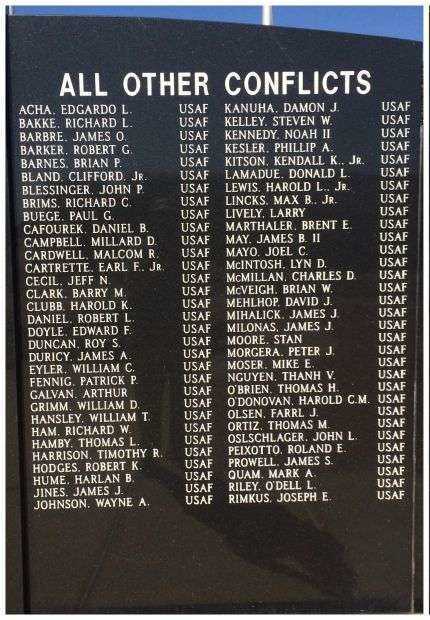 ALL OTHER CONFLICTS
ACHA, EDGARDO L. USAF
BAKKE, RICHARD L. USAF
BARBRE, JAMES O. USAF
BARKER, ROBERT G. USAF
BARNES, BRIAN P. USAF
BLAND, CLIFFORD, JR. USAF
BLESSINGER, JOHN P. USAF
BRIMS, RICHARD C. USAF
BUEGE, PAUL G. USAF
CAFOUREK, DANIEL B. USAF
CAMPBELL, MILLARD D. USAF
CARDWELL, MALCOM R. USAF
CARTRETTE, EARL F., JR. USAF
CECIL, JEFF N. USAF
CLARK, BARRY M. USAF
CLUBB, HAROLD K. USAF
DANIEL, ROBERT L. USAF
DOYLE, EDWARD F. USAF
DUNCAN, ROY S. USAF
DURICY, JAMES A. USAF
EYLER, WILLIAM C. USAF
FENNIG, PATRICK P. USAF
GALVAN, ARTHUR USAF
GRIMM, WILLIAM D. USAF
HANSLEY, WILLIAM T. USAF
HAM, RICHARD W. USAF
HAMBY, THOMAS L. USAF
HARRISON, TIMOTHY R. USAF
HODGES, ROBERT K. USAF
HUME, HARLAN B. USAF
JINES, JAMES J. USAF
JOHNSON, WAYNE A. USAF
KANUHA, DAMON J. USAF
KELLEY, STEVEN W. USAF
KENNEDY, NOAH II USAF
KESLER, PHILLIP A. USAF
KITSON, KENDALL K., JR. USAF
LAMADUE, DONALD L. USAF
LEWIS, HAROLD L., JR. USAF
LINCKS, MAX B., JR. USAF
LIVELY, LARRY USAF
MARTHALER, BRENT E. USAF
MAY, JAMES B. II USAF
MAYO, JOEL C. USAF
McINTOSH, LYN D. USAF
McMILLAN, CHARLES D. USAF
McVEIGH, BRIAN W. USAF
MEHLHOP, DAVID J. USAF
MIHALICK, JAMES J. USAF
MILONAS, JAMES J. USAF
MOORE, STAN USAF
MORGERA, PETER J. USAF
MOSER, MIKE E. USAF
NGUYEN, THANH V. USAF
O'BRIEN, THOMAS H. USAF
O'DONOVAN, HAROLD C.M. USAF
OLSEN, FARRL J. USAF
ORTIZ, THOMAS M. USAF
OSLSCHLAGER, JOHN L. USAF
PEIXOTTO, ROLAND E. USAF
PROWELL, JAMES S. USAF
QUAM, MARK A. USAF
RILEY, O'DELL L. USAF
RIMKUS, JOSEPH E. USAF